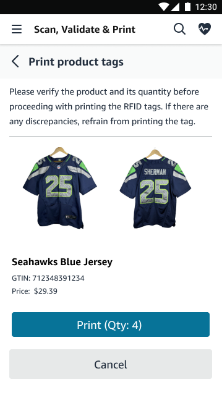 12:30
Scan, Validate & Print
Print product tags
Please verify the product and its quantity before
proceeding with printing the RFID tags. If there are
any discrepancies, refrain from printing the tag.
25
SHERMAN
25
Seahawks Blue Jersey
GTIN: 712348391234
Price: $29.39
Print (Qty: 4)
Cancel